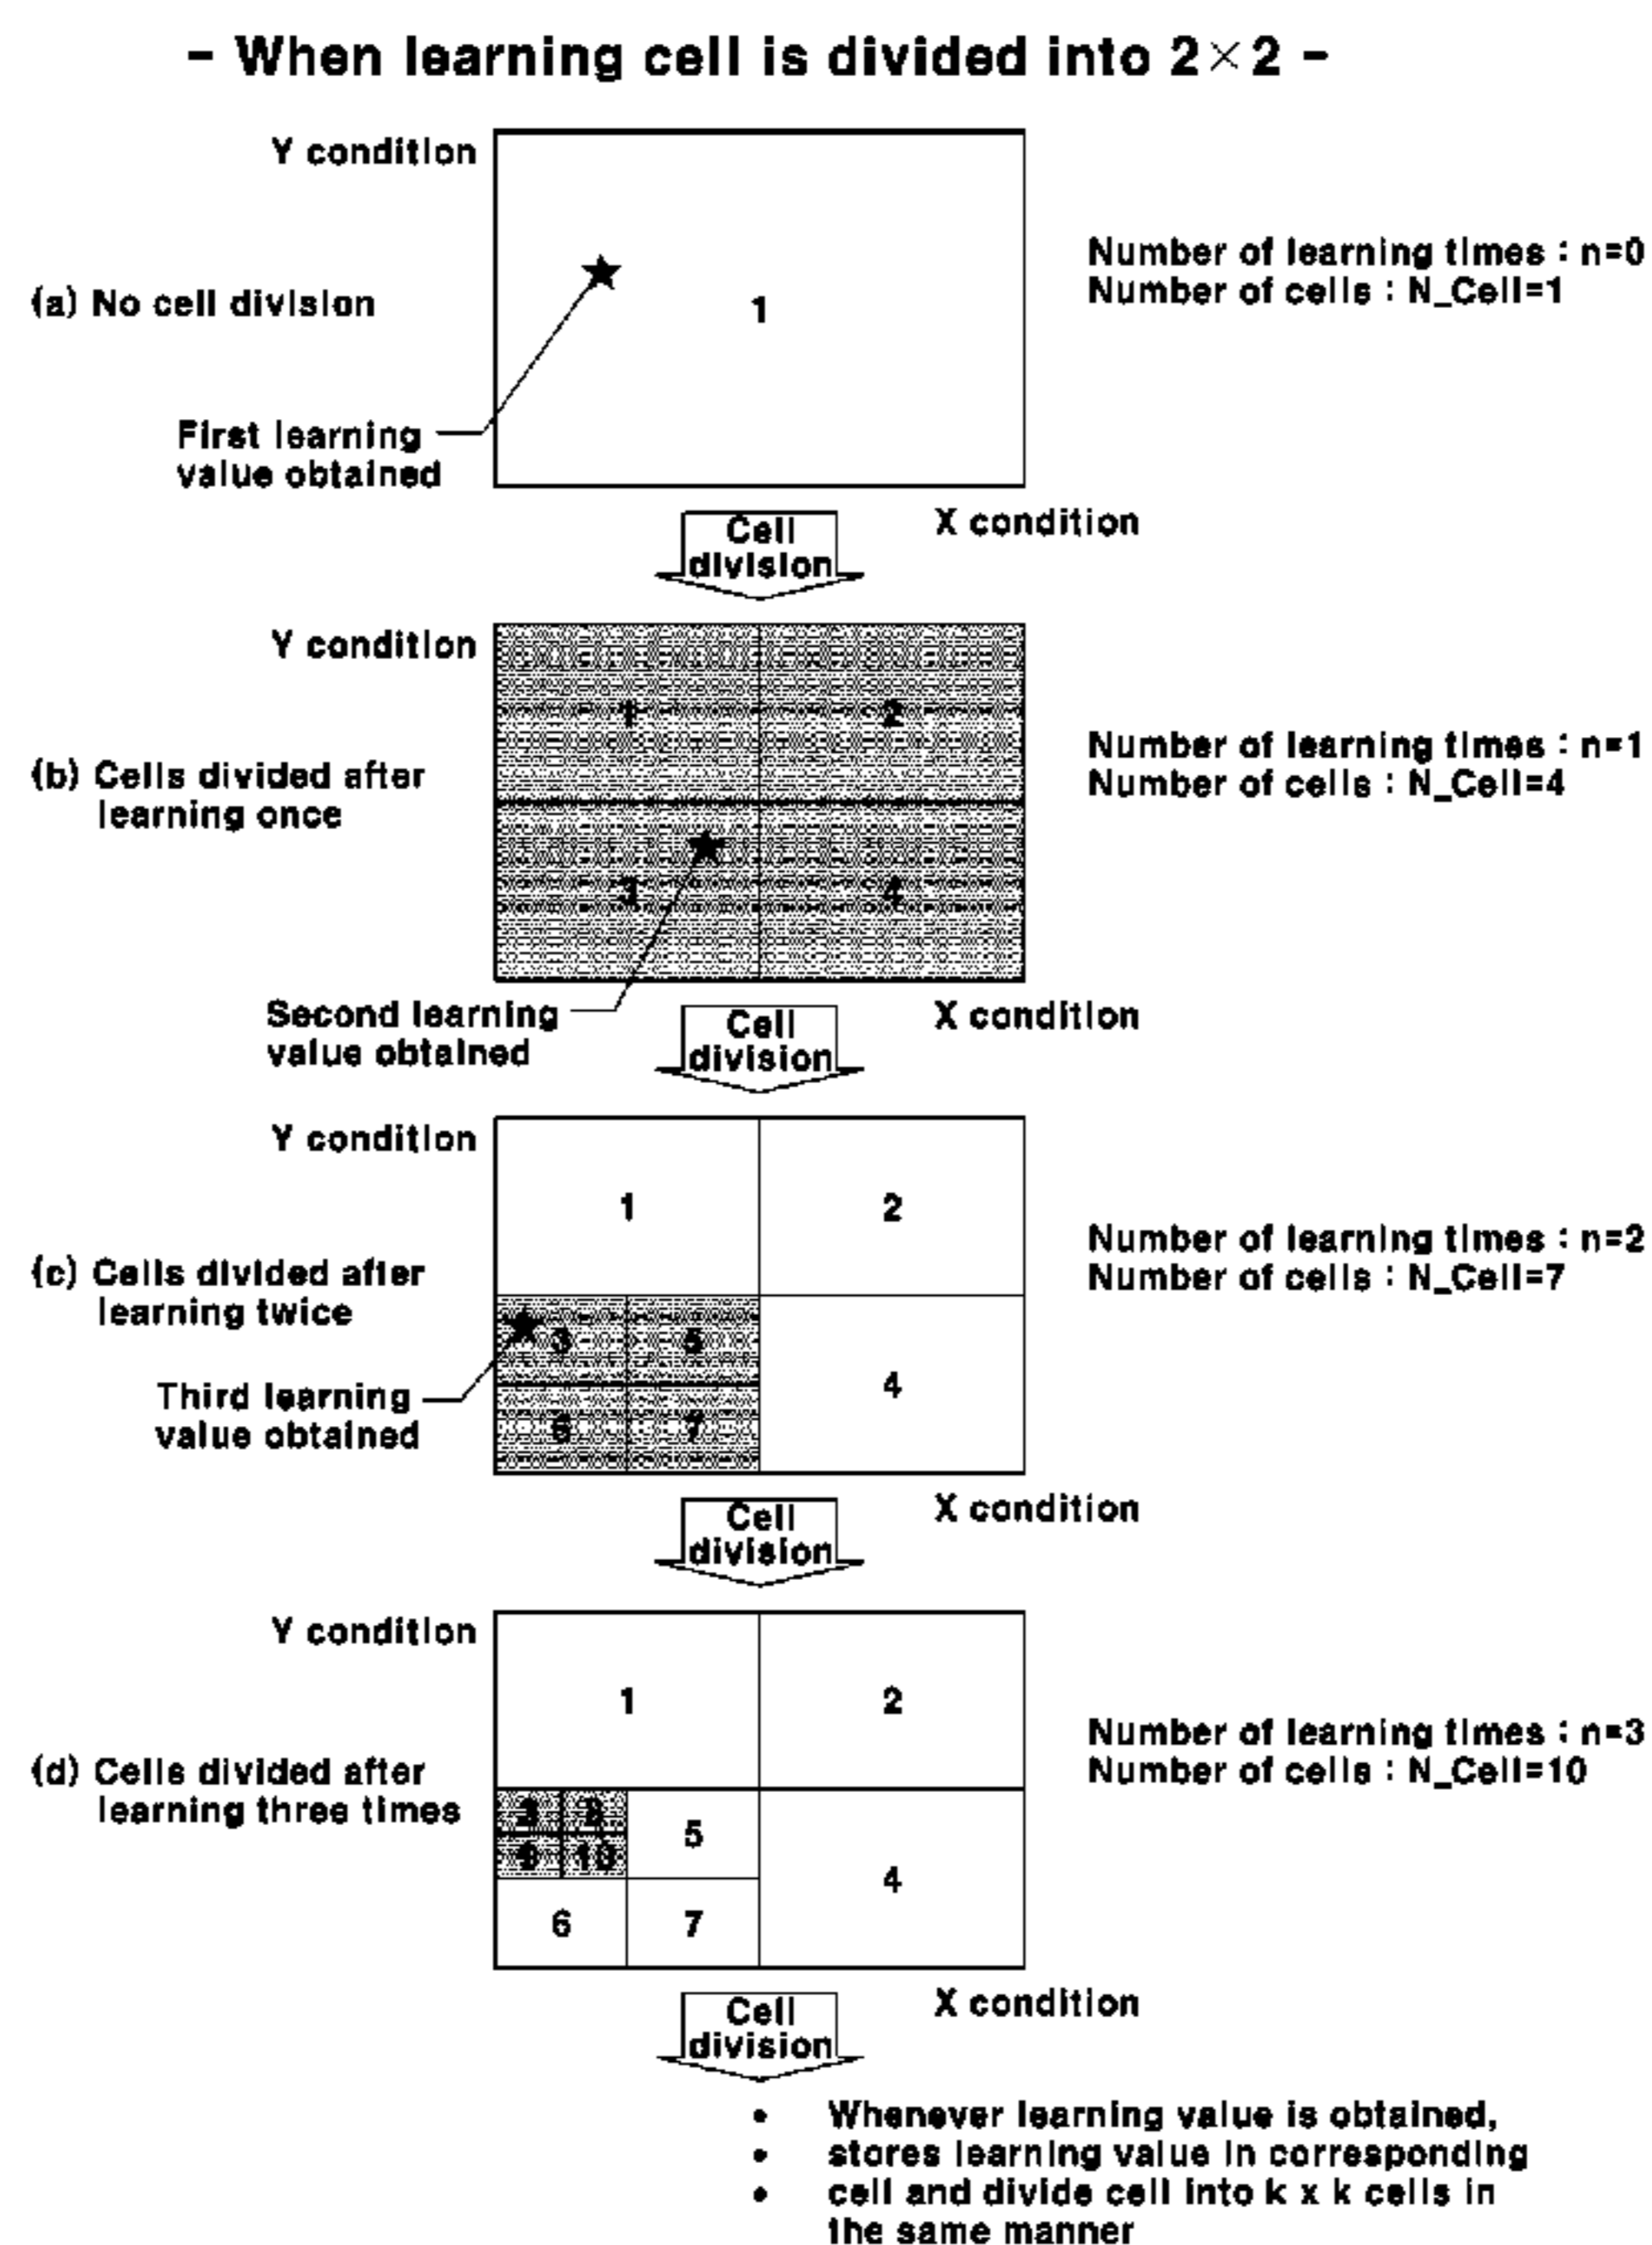 - When learning cell is divided into 2×2 -
Y condition
Number of learning times : n=0
Number of cells : N_Cell=1
(a) No cell division
1
First learning
value obtained
X condition
Cell
division
Y condition
1
2
Number of learning times : n=1
Number of cells : N_Cell=4
(b) Cells divided after
learning once
3
4
Second learning
value obtained
X condition
Cell
division
Y condition
1
2
Number of learning times : n=2
Number of cells : N_Cell=7
(c) Cells divided after
learning twice
3
5
4
Third learning
value obtained
6
7
X condition
Cell
division
Y condition
1
2
Number of learning times : n=3
Number of cells : N_Cell=10
(d) Cells divided after
learning three times
3
8
5
9
10
4
6
7
X condition
Cell
division
• Whenever learning value is obtained,
• stores learning value in corresponding
• cell and divide cell into k x k cells in
the same manner